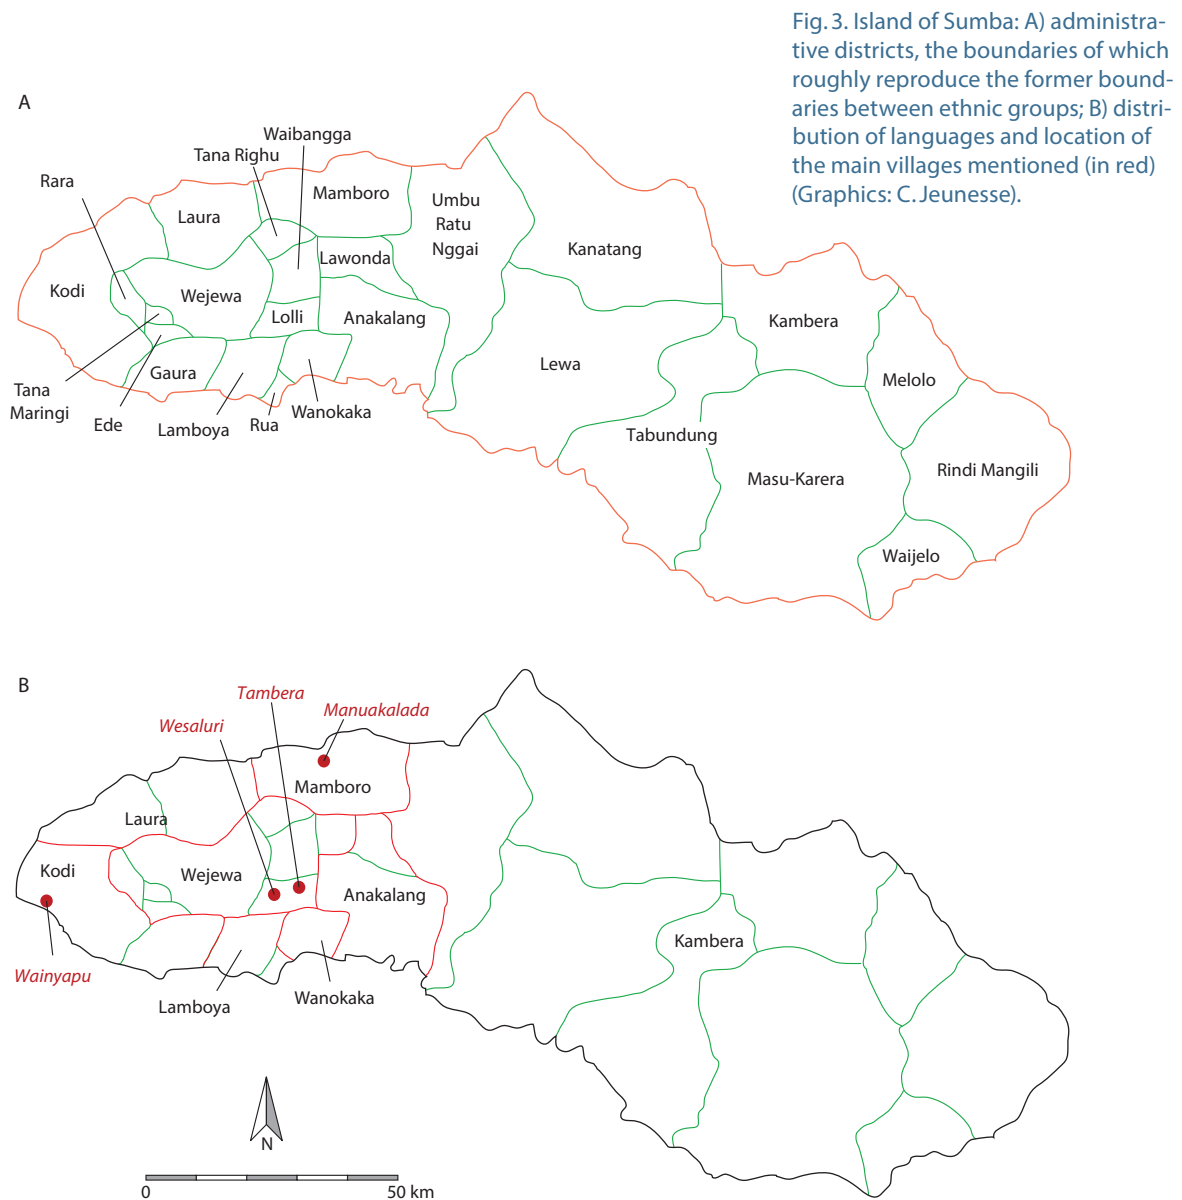 Fig. 3. Island of Sumba: A) administra-
tive districts, the boundaries of which
roughly reproduce the former bound-
aries between ethnic groups; B) distri-
bution of languages and location of
the main villages mentioned (in red)
(Graphics: C. Jeunesse).
A
Waibangga
Tana Righu
Rara
Mamboro
Laura
Umbu
Ratu
Nggai
Kanatang
Lawonda
Kodi
Wejewa
Lolli
Anakalang
Kambera
Lewa
Gaura
Melolo
Tana
Maringi
Ede
Lamboya
Rua
Wanokaka
Tabundung
Masu-Karera
Rindi Mangili
Waijelo
B
Tambera
Manuakalada
Wesaluri
Mamboro
Laura
Kodi
Wejewa
Anakalang
Kambera
Wainyapu
Lamboya
Wanokaka
N
0
50 km